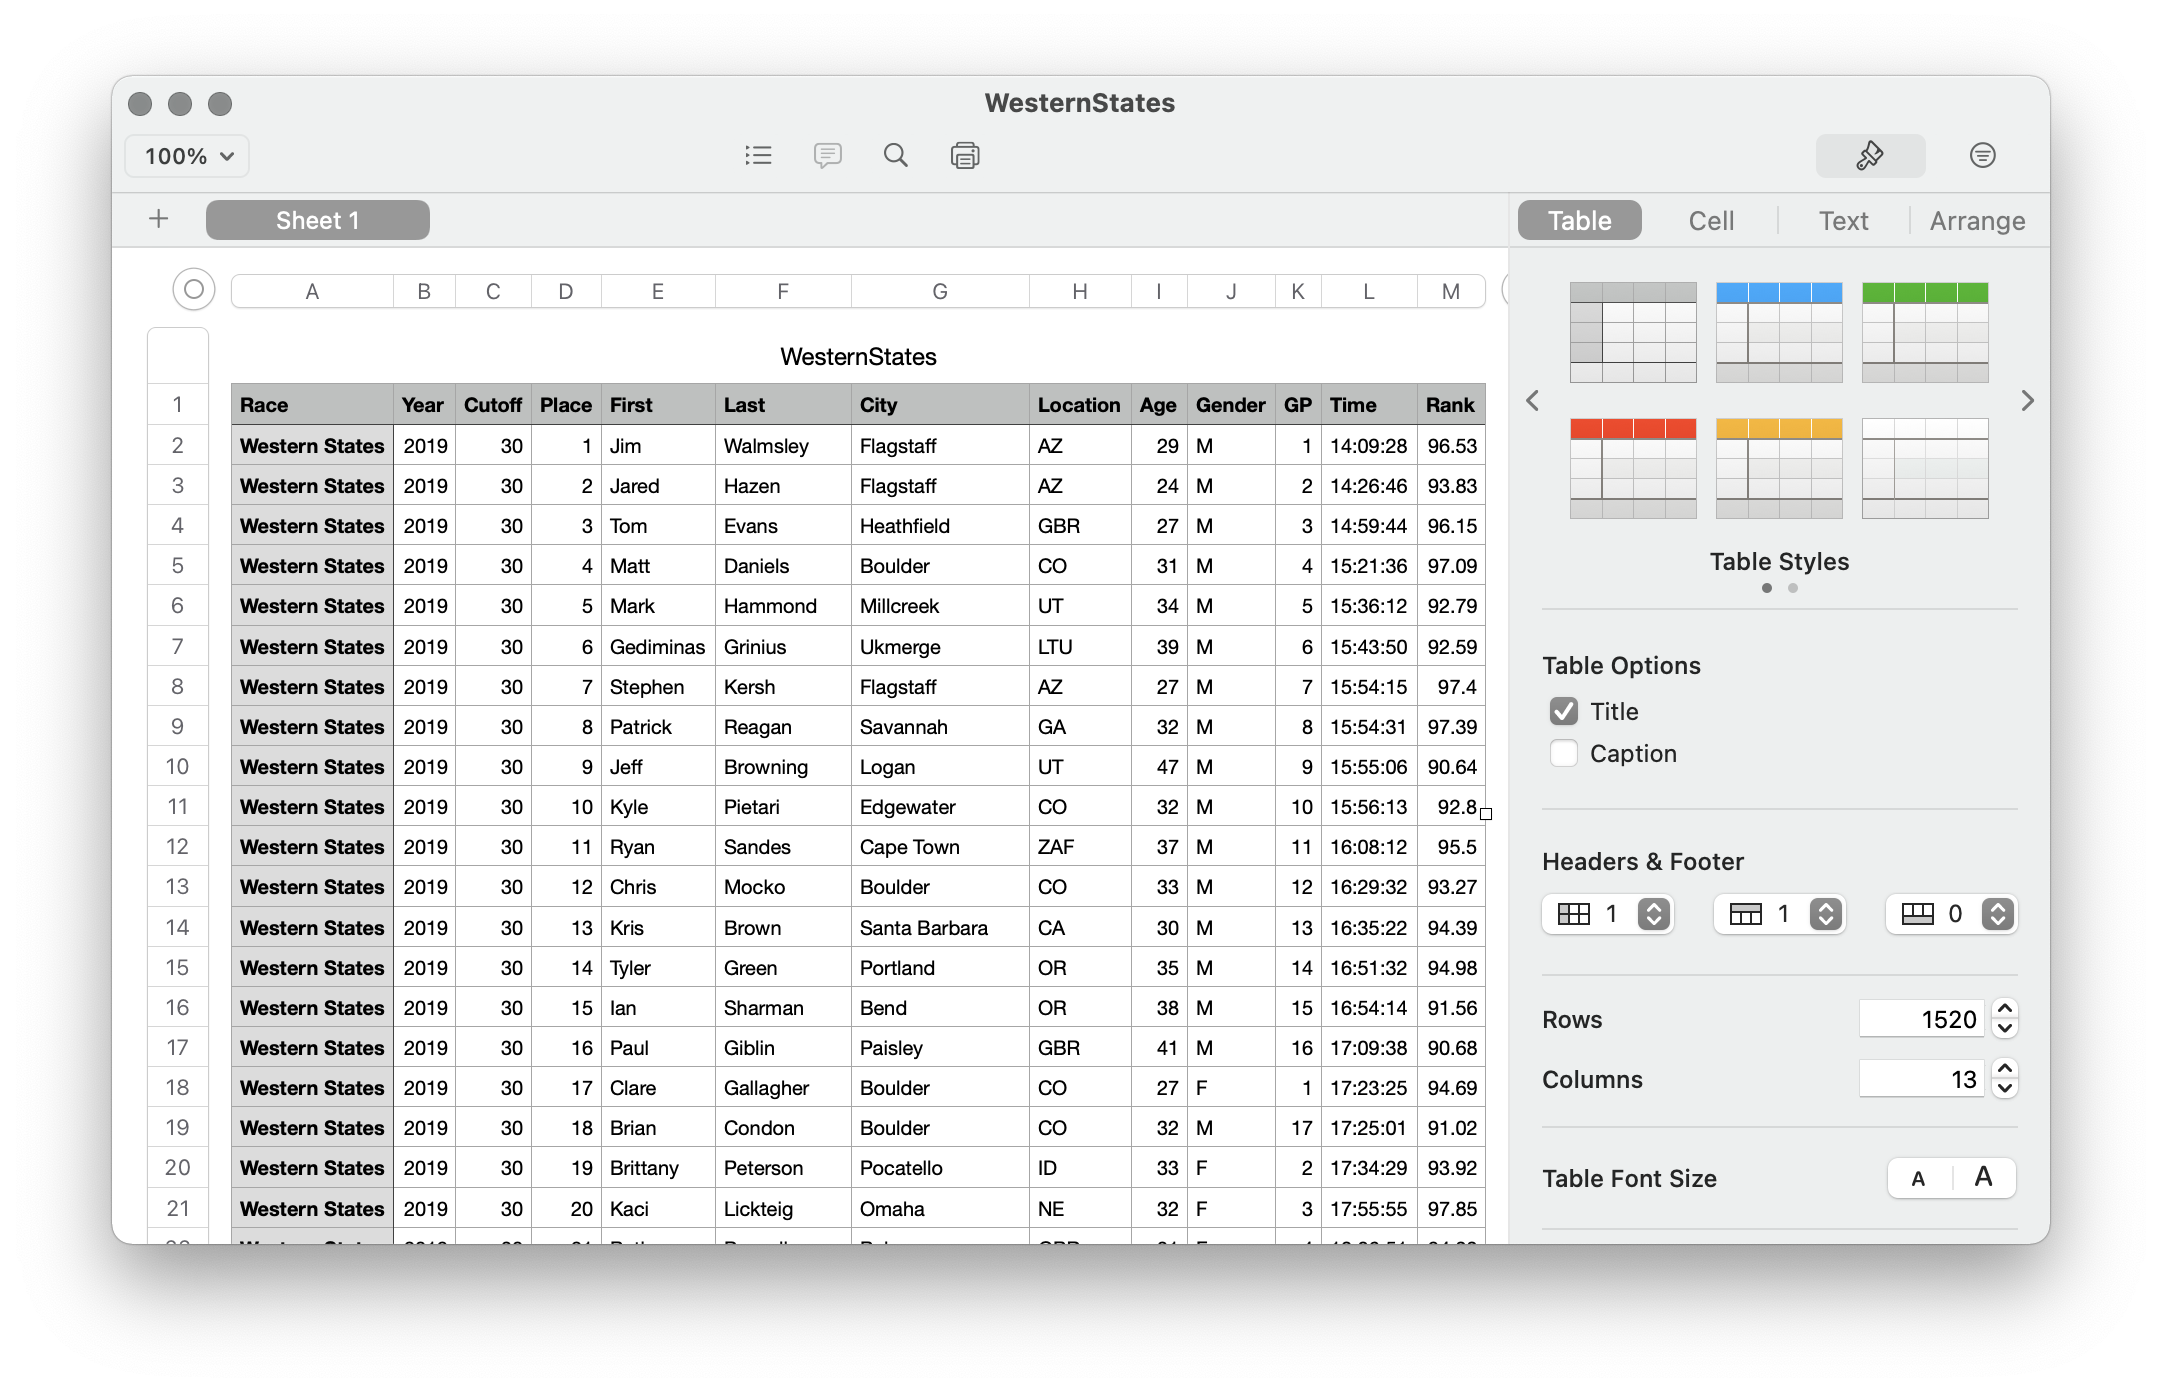 WesternStates
100%
Sheet 1
Table Cell Text Arrange
A B C D E F G H I J K L M
WesternStates
1 Race Year Cutoff Place First Last City Location Age Gender GP Time Rank
2 Western States 2019 30 1 Jim Walmsley Flagstaff AZ 29 M 1 14:09:28 96.53
3 Western States 2019 30 2 Jared Hazen Flagstaff AZ 24 M 2 14:26:46 93.83
4 Western States 2019 30 3 Tom Evans Heathfield GBR 27 M 3 14:59:44 96.15
5 Western States 2019 30 4 Matt Daniels Boulder CO 31 M 4 15:21:36 97.09
6 Western States 2019 30 5 Mark Hammond Millcreek UT 34 M 5 15:36:12 92.79
7 Western States 2019 30 6 Gediminas Grinius Ukmerge LTU 39 M 6 15:43:50 92.59
8 Western States 2019 30 7 Stephen Kersh Flagstaff AZ 27 M 7 15:54:15 97.4
9 Western States 2019 30 8 Patrick Reagan Savannah GA 32 M 8 15:54:31 97.39
10 Western States 2019 30 9 Jeff Browning Logan UT 47 M 9 15:55:06 90.64
11 Western States 2019 30 10 Kyle Pietari Edgewater CO 32 M 10 15:56:13 92.8
12 Western States 2019 30 11 Ryan Sandes Cape Town ZAF 37 M 11 16:08:12 95.5
13 Western States 2019 30 12 Chris Mocko Boulder CO 33 M 12 16:29:32 93.27
14 Western States 2019 30 13 Kris Brown Santa Barbara CA 30 M 13 16:35:22 94.39
15 Western States 2019 30 14 Tyler Green Portland OR 35 M 14 16:51:32 94.98
16 Western States 2019 30 15 Ian Sharman Bend OR 38 M 15 16:54:14 91.56
17 Western States 2019 30 16 Paul Giblin Paisley GBR 41 M 16 17:09:38 90.68
18 Western States 2019 30 17 Clare Gallagher Boulder CO 27 F 1 17:23:25 94.69
19 Western States 2019 30 18 Brian Condon Boulder CO 32 M 17 17:25:01 91.02
20 Western States 2019 30 19 Brittany Peterson Pocatello ID 33 F 2 17:34:29 93.92
21 Western States 2019 30 20 Kaci Lickteig Omaha NE 32 F 3 17:55:55 97.85
Table Styles
Table Options
Title
Caption
Headers & Footer
1 1 0
Rows 1520
Columns 13
Table Font Size A A